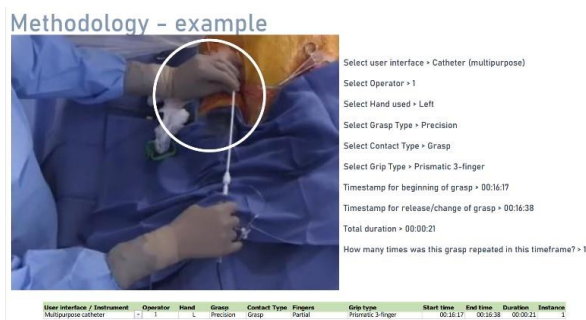 Methodology - example
Select user interface > Catheter (multipurpose)
Select Operator > 1
Select Hand used > Left
Select Grasp Type > Precision
Select Contact Type > Grasp
Select Grip Type > Prismatic 3-finger
Timestamp for beginning of grasp > 00:16:17
Timestamp for release/change of grasp > 00:16:38
Total duration > 00:00:21
How many times was this grasp repeated in this timeframe? > 1
User interface / Instrument Operator Hand Grasp Contact Type Fingers Grip type Start time End time Duration Instance
Multipurpose catheter 1 L Precision Grasp Partial Prismatic 3-finger 00:16:17 00:16:38 00:00:21 1